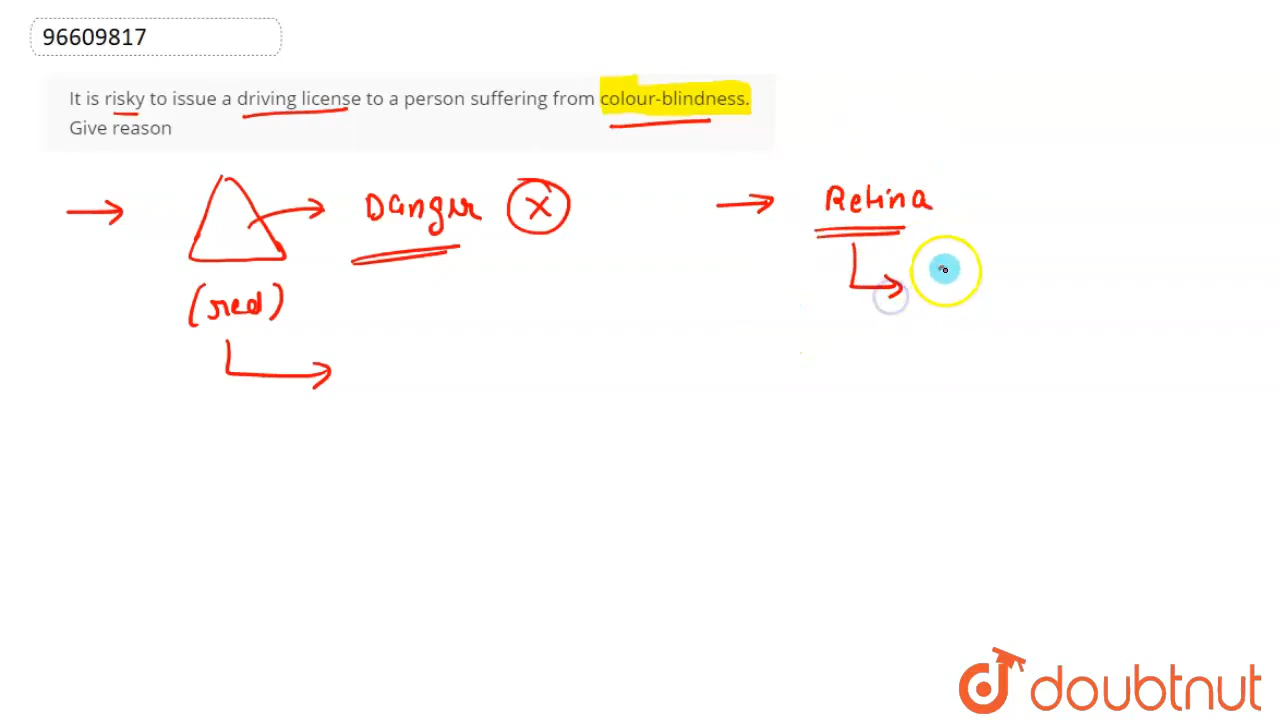 96609817
It is risky to issue a driving license to a person suffering from colour-blindness.
Give reason
Danger X
Retina
(red)
doubtnut